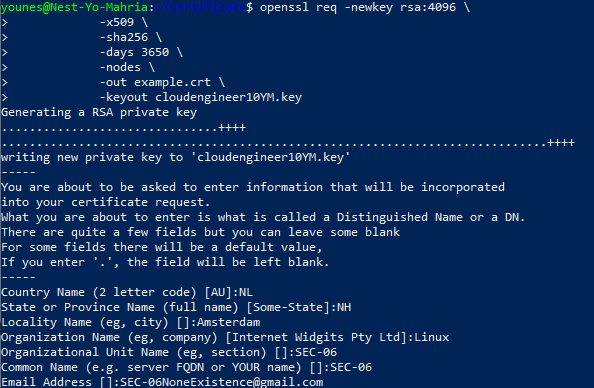 younes@Nest-Yo-Mahria:~/Certificate$ openssl req -newkey rsa:4096 \
> -x509 \
> -sha256 \
> -days 3650 \
> -nodes \
> -out example.crt \
> -keyout cloudengineer10YM.key
Generating a RSA private key
...............................++++
..............................................................................++++
writing new private key to 'cloudengineer10YM.key'
-----
You are about to be asked to enter information that will be incorporated
into your certificate request.
What you are about to enter is what is called a Distinguished Name or a DN.
There are quite a few fields but you can leave some blank
For some fields there will be a default value,
If you enter '.', the field will be left blank.
-----
Country Name (2 letter code) [AU]:NL
State or Province Name (full name) [Some-State]:NH
Locality Name (eg, city) []:Amsterdam
Organization Name (eg, company) [Internet Widgits Pty Ltd]:Linux
Organizational Unit Name (eg, section) []:SEC-06
Common Name (e.g. server FQDN or YOUR name) []:SEC-06
Email Address []:SEC-06NoneExistence@gmail.com